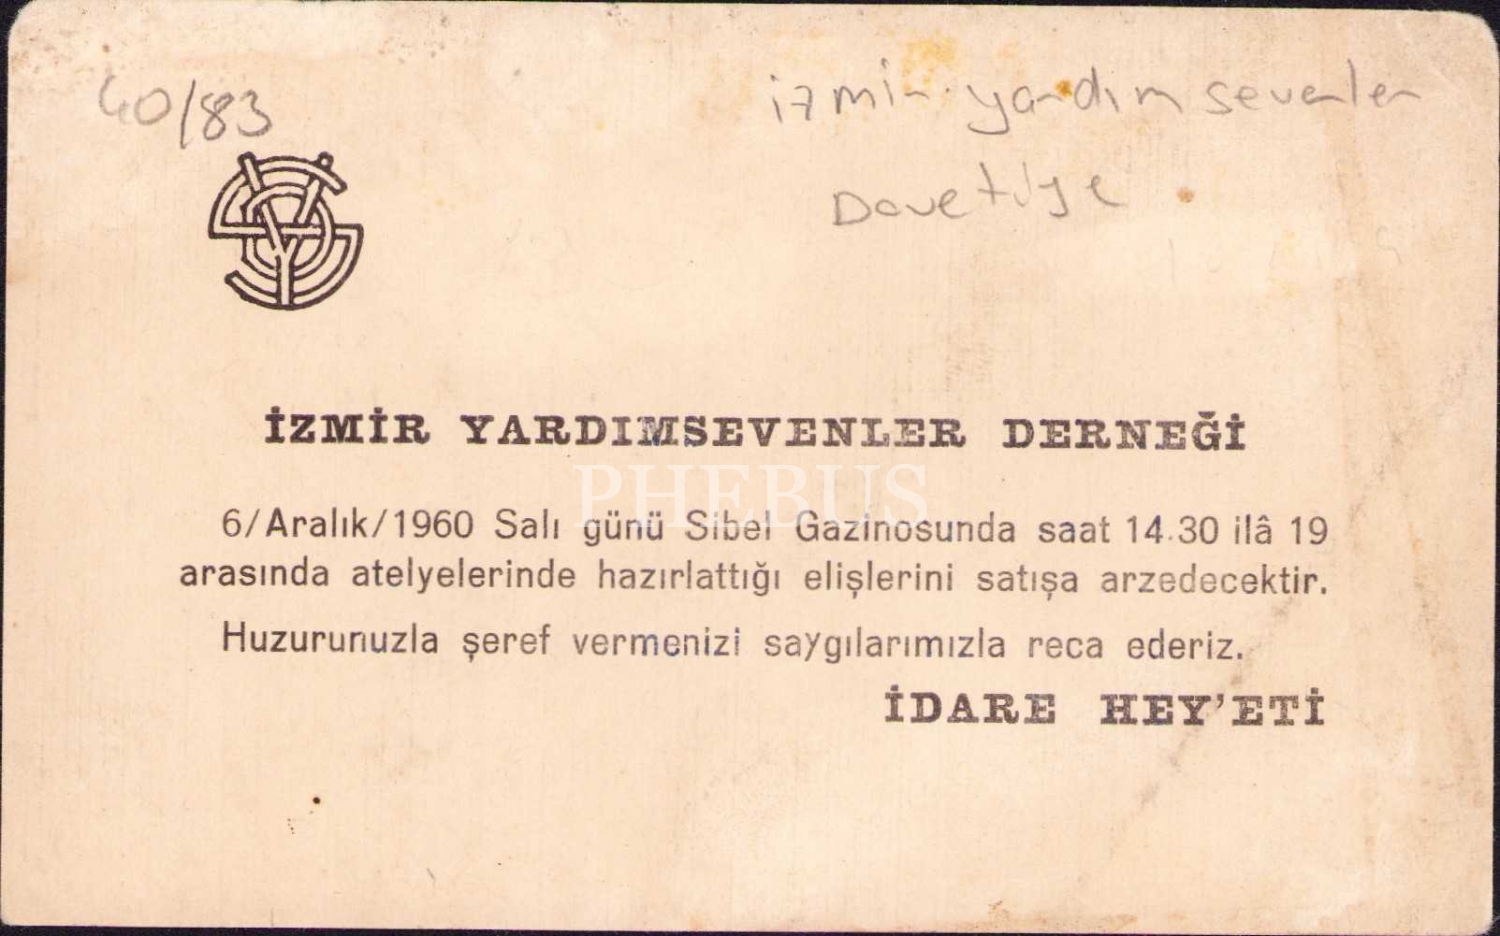 40/83
izmir yardım sevenler
Davetiye
İZMİR YARDIMSEVENLER DERNEĞİ
PHEBUS
6/Aralık/1960 Salı günü Sibel Gazinosunda saat 14.30 ilâ 19
arasında atelyelerinde hazırlattığı elişlerini satışa arzedecektir.
Huzurunuzla şeref vermenizi saygılarımızla reca ederiz.
İDARE HEY'ETİ